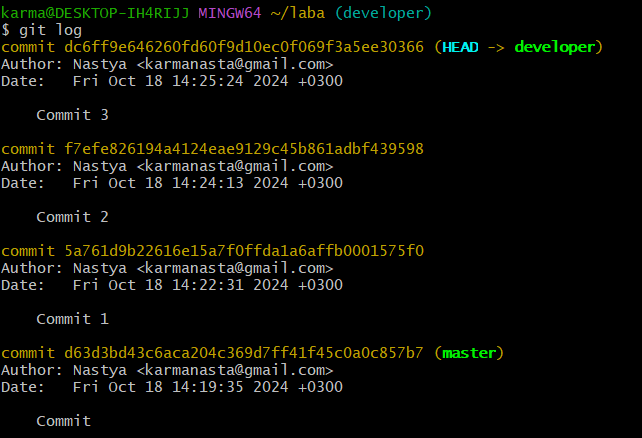 karma@DESKTOP-IH4RIJJ MINGW64 ~/laba (developer)
$ git log
commit dc6ff9e646260fd60f9d10ec0f069f3a5ee30366 (HEAD -> developer)
Author: Nastya <karmanasta@gmail.com>
Date:   Fri Oct 18 14:25:24 2024 +0300
    Commit 3
commit f7efe826194a4124eae9129c45b861adbf439598
Author: Nastya <karmanasta@gmail.com>
Date:   Fri Oct 18 14:24:13 2024 +0300
    Commit 2
commit 5a761d9b22616e15a7f0ffda1a6affb0001575f0
Author: Nastya <karmanasta@gmail.com>
Date:   Fri Oct 18 14:22:31 2024 +0300
    Commit 1
commit d63d3bd43c6aca204c369d7ff41f45c0a0c857b7 (master)
Author: Nastya <karmanasta@gmail.com>
Date:   Fri Oct 18 14:19:35 2024 +0300
    Commit